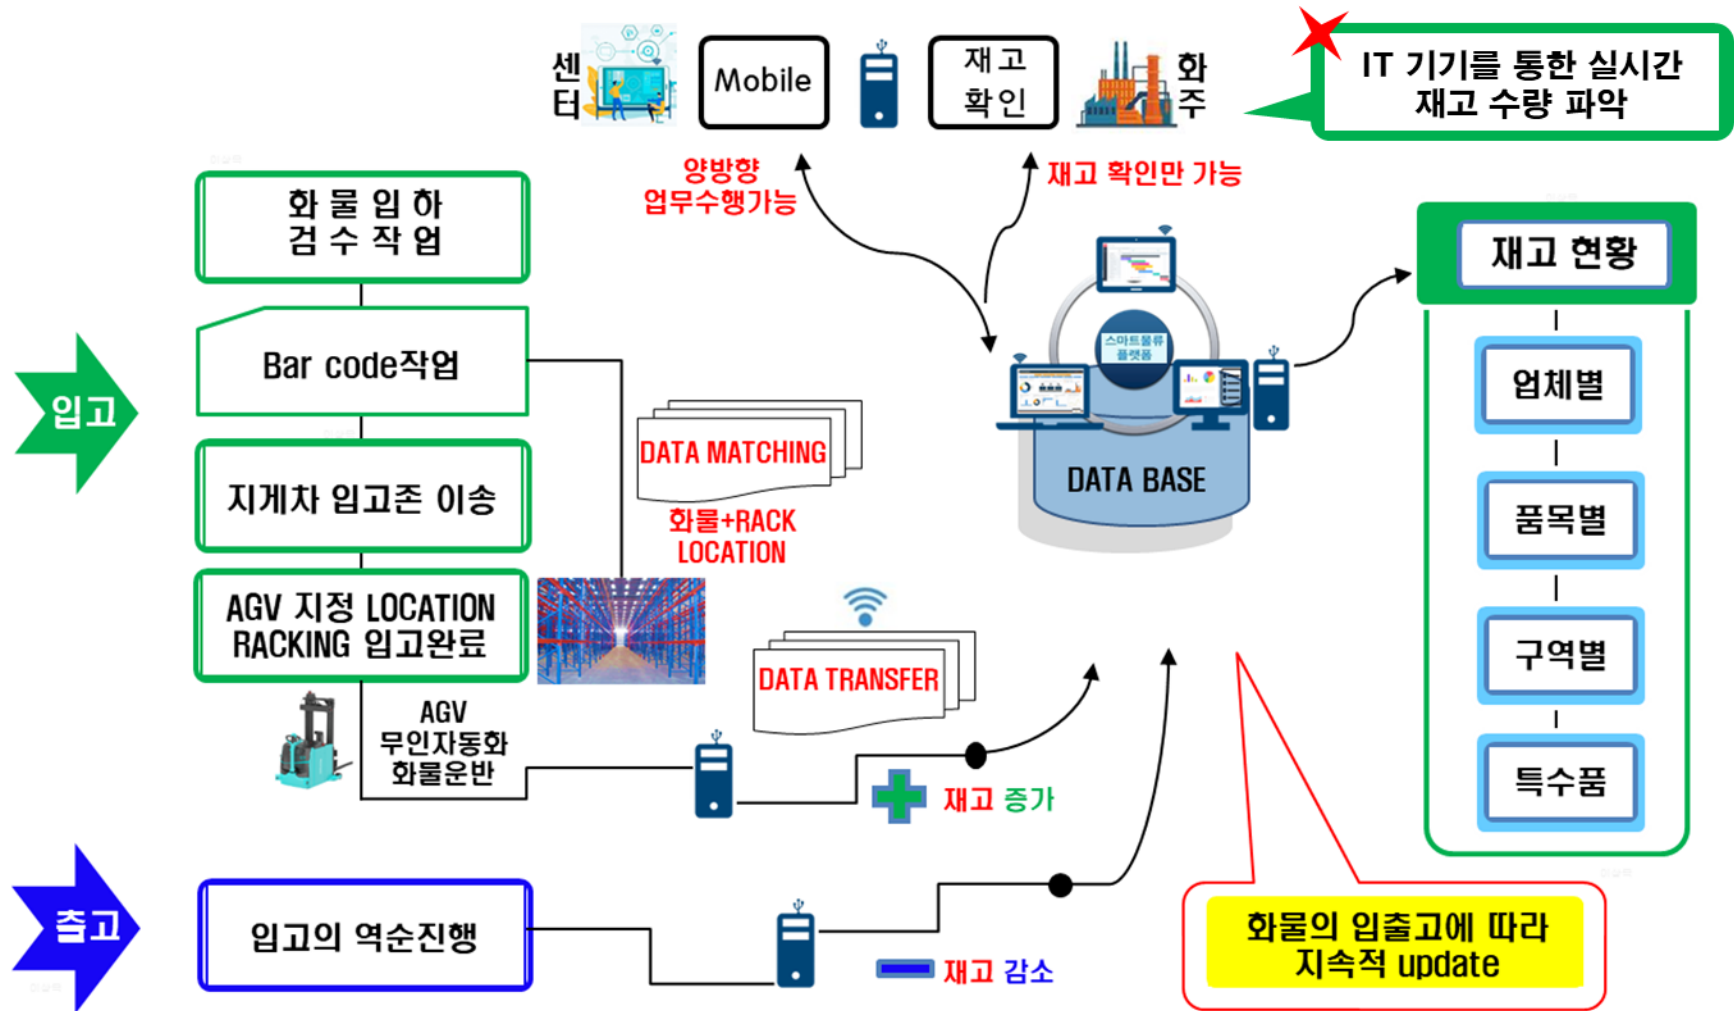 센터
Mobile
재고
확인
화주
IT 기기를 통한 실시간
재고 수량 파악
양방향
업무수행가능
재고 확인만 가능
화 물 입 하
검 수 작 업
Bar code작업
지게차 입고존 이송
AGV 지정 LOCATION
RACKING 입고완료
입고
DATA MATCHING
화물+RACK
LOCATION
스마트물류
플랫폼
DATA BASE
재고 현황
업체별
품목별
구역별
특수품
DATA TRANSFER
AGV
무인자동화
화물운반
재고 증가
출고
입고의 역순진행
재고 감소
화물의 입출고에 따라
지속적 update